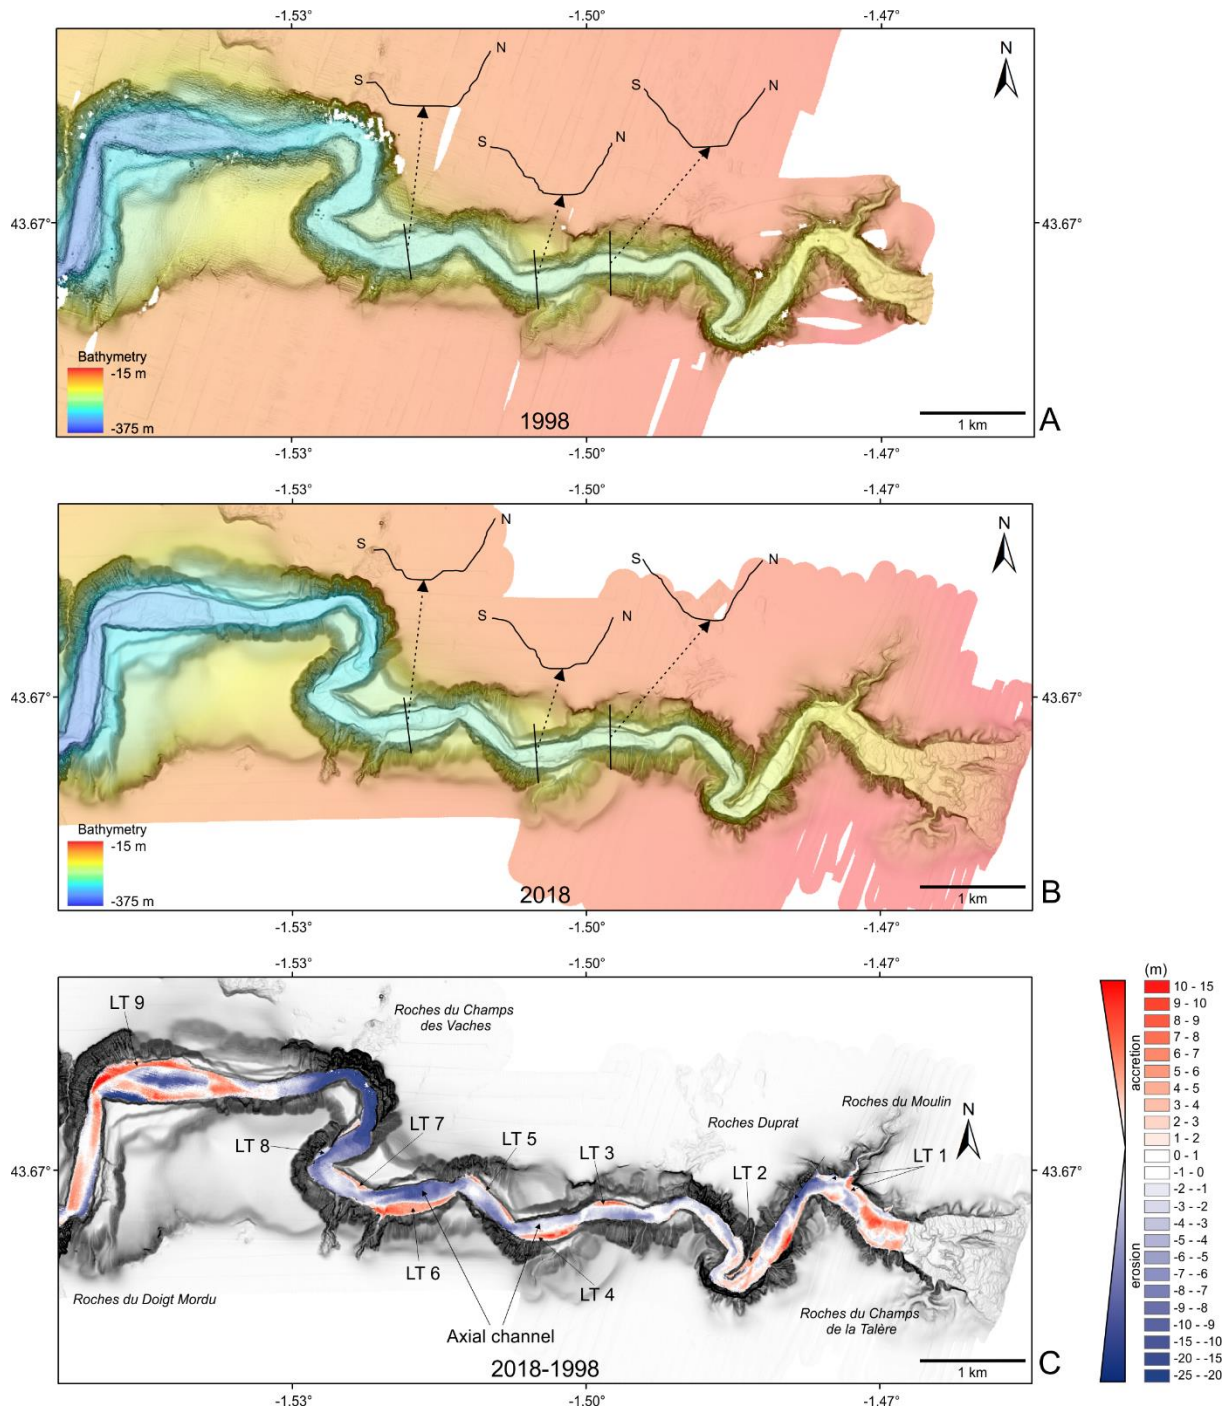 -1.53° -1.50° -1.47°
N
S N
S N
S N
43.67° 43.67°
Bathymetry
-15 m
-375 m
1998
1 km
A
-1.53° -1.50° -1.47°
-1.53° -1.50° -1.47°
N
S N
S N
S N
43.67° 43.67°
Bathymetry
-15 m
-375 m
2018
1 km
B
-1.53° -1.50° -1.47°
-1.53° -1.50° -1.47°
LT 9
Roches du Champs
des Vaches
Roches du Moulin
Roches Duprat
N
LT 7
LT 8
LT 5
LT 3
LT 2
LT 1
43.67° 43.67°
LT 6
LT 4
Roches du Doigt Mordu
Axial channel
Roches du Champs
de la Talère
2018-1998
1 km
C
-1.53° -1.50° -1.47°
(m)
accretion
erosion
10 - 15
9 - 10
8 - 9
7 - 8
6 - 7
5 - 6
4 - 5
3 - 4
2 - 3
1 - 2
0 - 1
-1 - 0
-2 - -1
-3 - -2
-4 - -3
-5 - -4
-6 - -5
-7 - -6
-8 - -7
-9 - -8
-10 - -9
-15 - -10
-20 - -15
-25 - -20